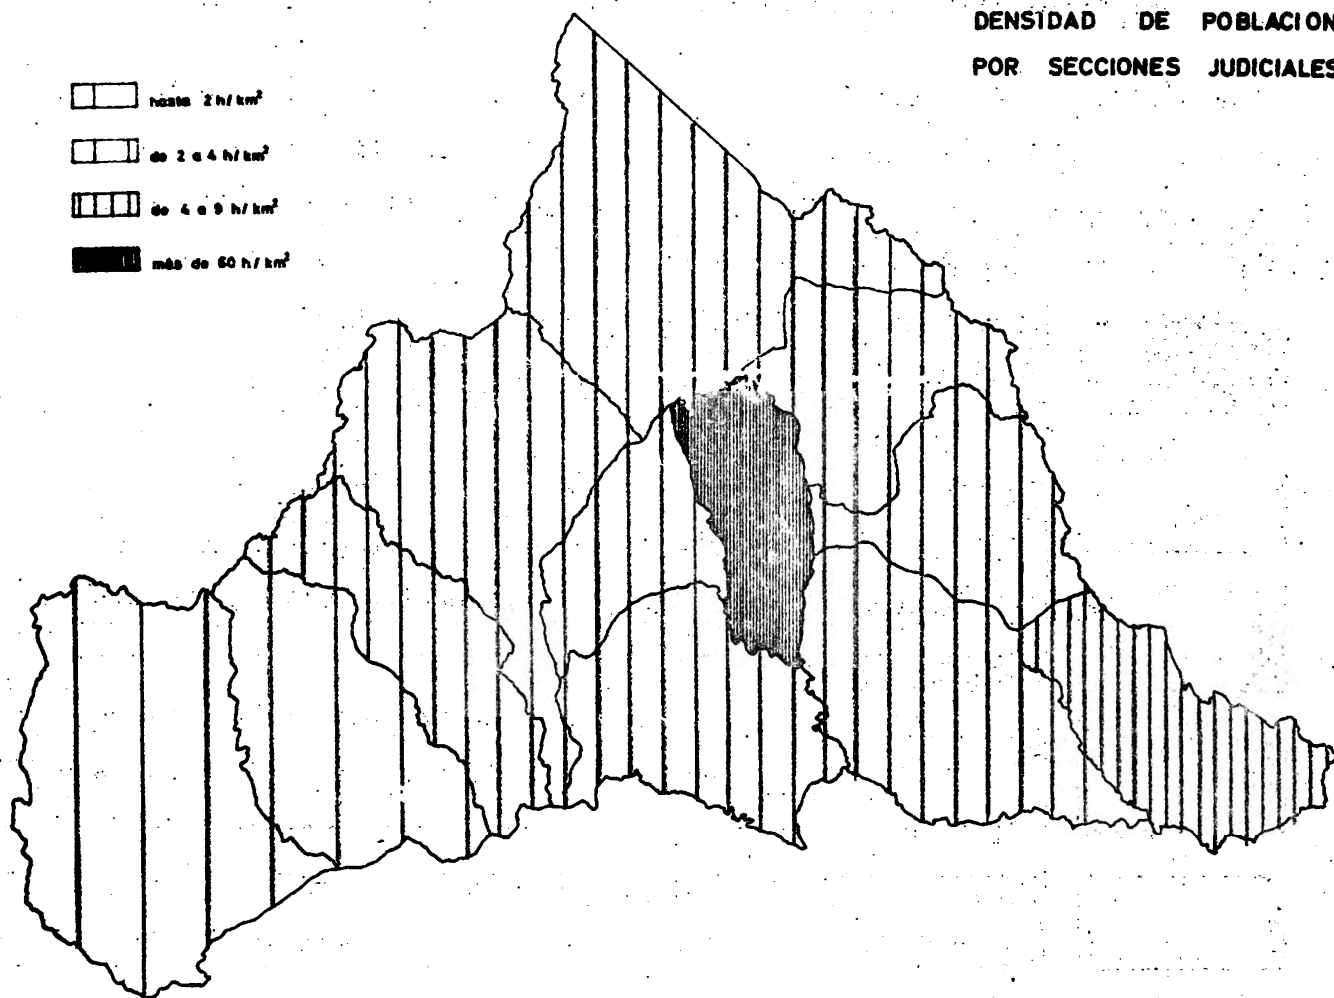 DENSIDAD DE POBLACION
POR SECCIONES JUDICIALES
hasta 2 h/km²
de 2 a 4 h/km²
de 4 a 9 h/km²
más de 60 h/km²